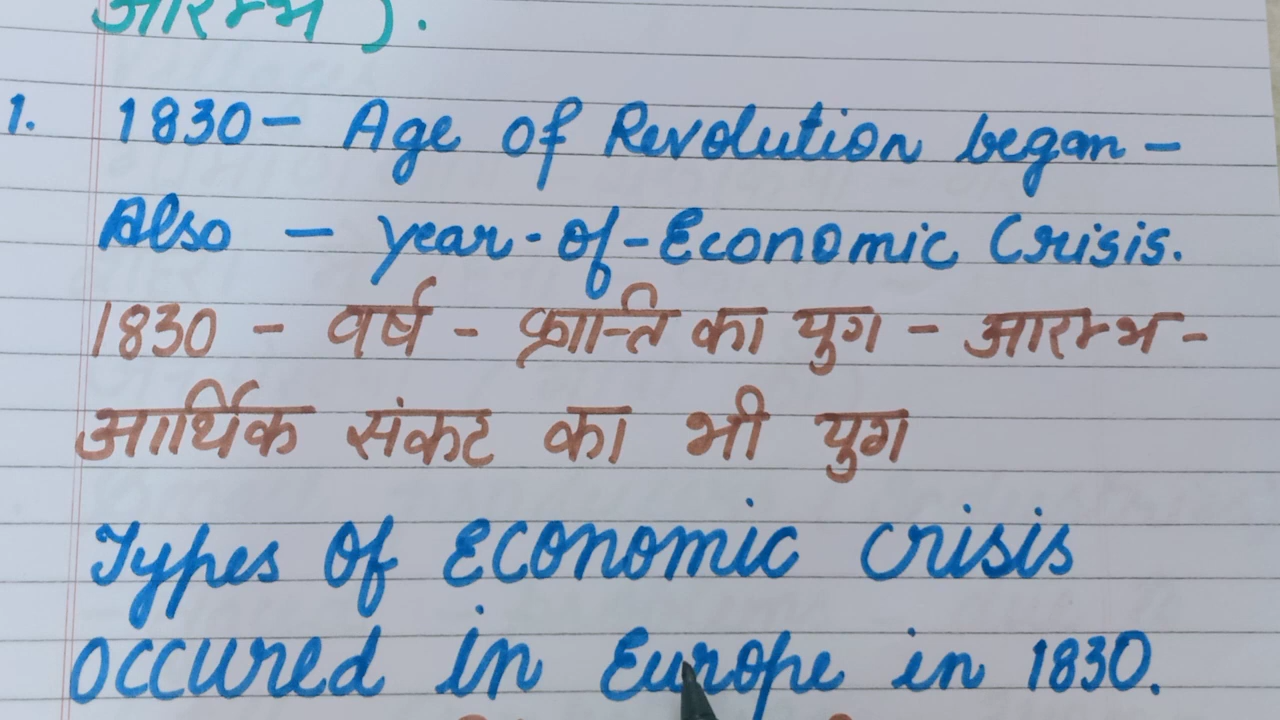 आरम्भ ).
1. 1830- Age of Revolution began -
Also - year-of-Economic Crisis.
1830 - वर्ष - क्रान्ति का युग - आरम्भ -
आर्थिक संकट का भी युग
Types of Economic crisis
occured in Europe in 1830.